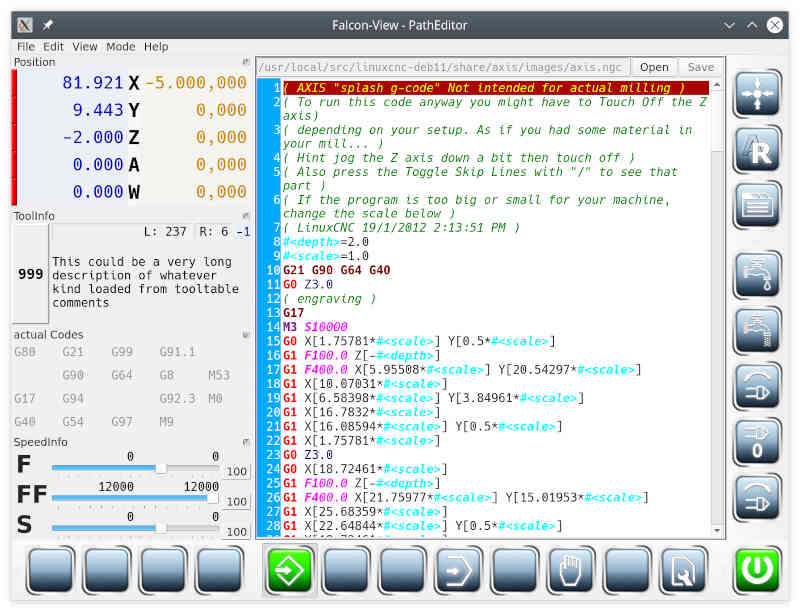 Falcon-View - PathEditor
File Edit View Mode Help
Position
81.921 X -5.000,000
9.443 Y 0,000
-2.000 Z 0,000
0.000 A 0,000
0.000 W 0,000
ToolInfo
L: 237 R: 6 -1
999
This could be a very long
description of whatever
kind loaded from tooltable
comments
actual Codes
G80 G21 G99 G91.1
G90 G64 G8 M53
G17 G94 G92.3 M0
G40 G54 G97 M9
SpeedInfo
F 0 0 100
FF 12000 12000 100
S 0 0 100
/usr/local/src/linuxcnc-deb11/share/axis/images/axis.ngc Open Save
1 ( AXIS "splash g-code" Not intended for actual milling )
2 ( To run this code anyway you might have to Touch Off the Z
axis)
3 ( depending on your setup. As if you had some material in
your mill... )
4 ( Hint jog the Z axis down a bit then touch off )
5 ( Also press the Toggle Skip Lines with "/" to see that
part )
6 ( If the program is too big or small for your machine,
change the scale below )
7 ( LinuxCNC 19/1/2012 2:13:51 PM )
8 #<depth>=2.0
9 #<scale>=1.0
10 G21 G90 G64 G40
11 G0 Z3.0
12 ( engraving )
13 G17
14 M3 S10000
15 G0 X[1.75781*#<scale>] Y[0.5*#<scale>]
16 G1 F100.0 Z[-#<depth>]
17 G1 F400.0 X[5.95508*#<scale>] Y[20.54297*#<scale>]
18 G1 X[10.07031*#<scale>]
19 G1 X[6.58398*#<scale>] Y[3.84961*#<scale>]
20 G1 X[16.7832*#<scale>]
21 G1 X[16.08594*#<scale>] Y[0.5*#<scale>]
22 G1 X[1.75781*#<scale>]
23 G0 Z3.0
24 G0 X[18.72461*#<scale>]
25 G1 F100.0 Z[-#<depth>]
26 G1 F400.0 X[21.75977*#<scale>] Y[15.01953*#<scale>]
27 G1 X[25.68359*#<scale>]
28 G1 X[22.64844*#<scale>] Y[0.5*#<scale>]
AR
0